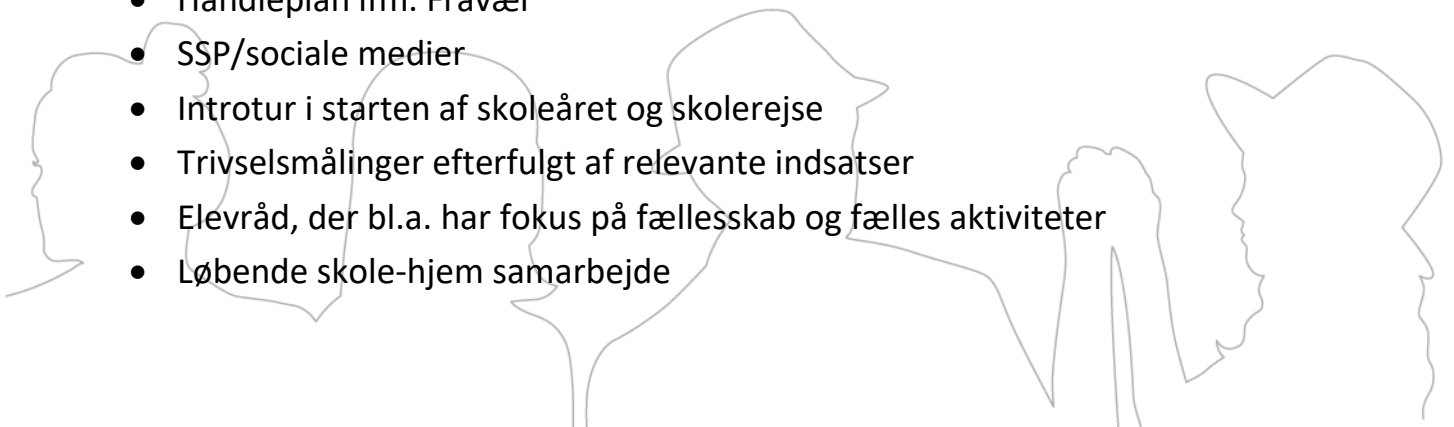 • Handleplan ifm. Fravær
• SSP/sociale medier
• Introtur i starten af skoleåret og skolerejse
• Trivselsmålinger efterfulgt af relevante indsatser
• Elevråd, der bl.a. har fokus på fællesskab og fælles aktiviteter
• Løbende skole-hjem samarbejde